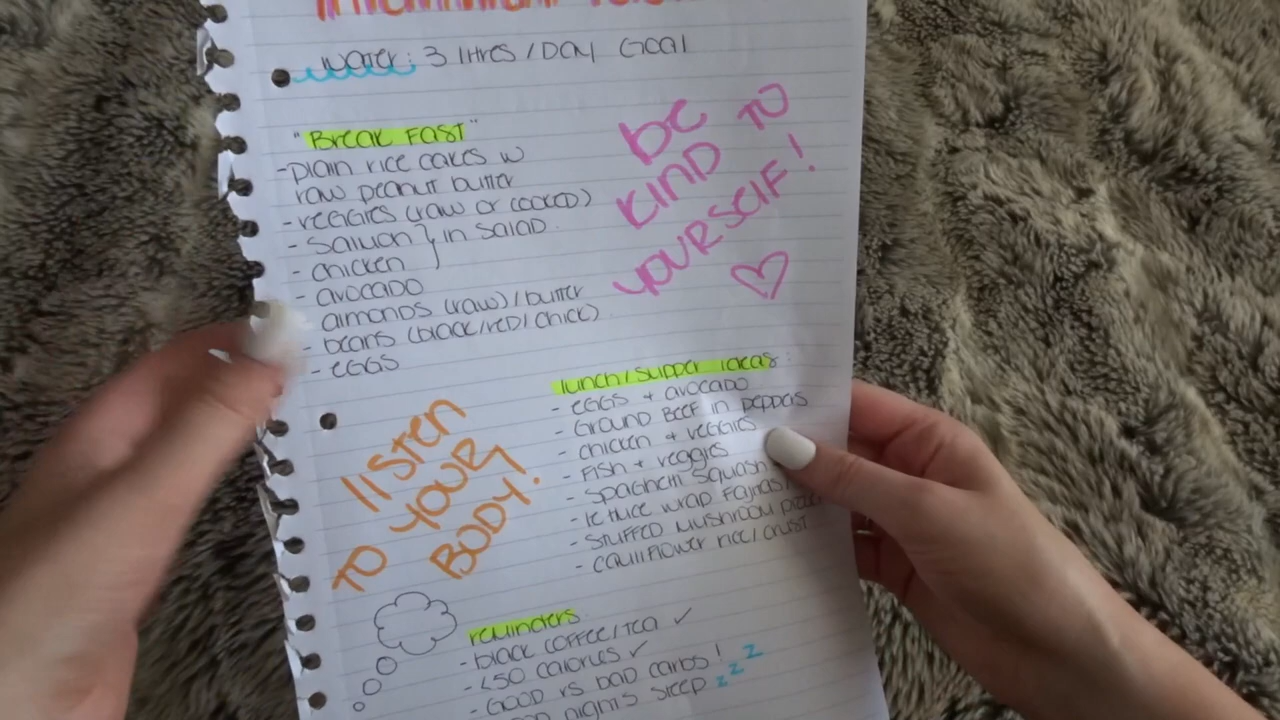 WATER: 3 litres / DAY GOAL
"BREAK FAST"
-plain rice cakes w
raw peanut butter
- veggies (raw or cooked)
- salmon } in salad
- chicken
- avocado
almonds (raw) / butter
- beans (black/red/chick)
- EGGS
BE
KIND TO
YOURSELF!
listen
TO YOUR
BODY!
lunch/supper ideas:
- EGGS + avocado
- GROUND BEEF in peppers
- chicken + veggies
- FISH + veggies
- SPAGHETTI SQUASH
- lettuce wrap Fajitas
- STUFFED MUSHROOM
- cauliflower rice/crust
reminders
- black coffee/tea ✓
- <50 calories ✓
- GOOD vs bad carbs!
nights sleep z z z